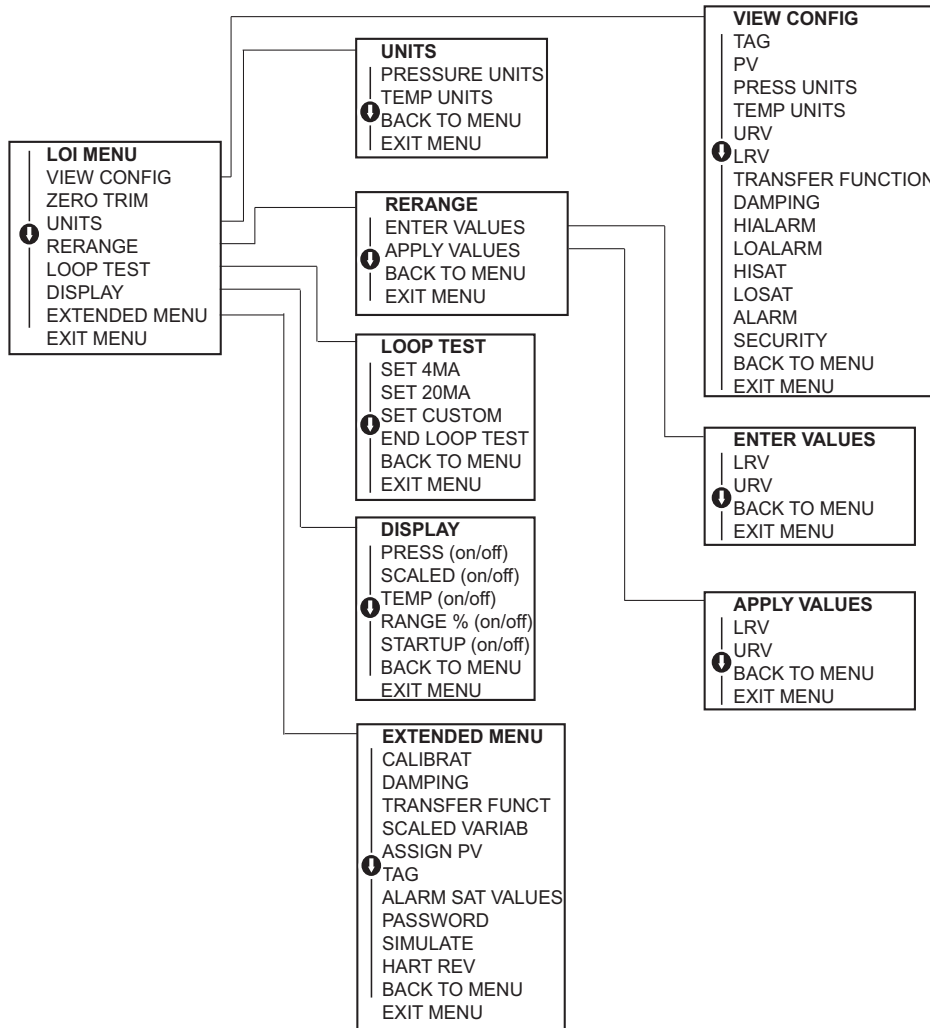 LOI MENU
VIEW CONFIG
ZERO TRIM
UNITS
RERANGE
LOOP TEST
DISPLAY
EXTENDED MENU
EXIT MENU
UNITS
PRESSURE UNITS
TEMP UNITS
BACK TO MENU
EXIT MENU
RERANGE
ENTER VALUES
APPLY VALUES
BACK TO MENU
EXIT MENU
LOOP TEST
SET 4MA
SET 20MA
SET CUSTOM
END LOOP TEST
BACK TO MENU
EXIT MENU
DISPLAY
PRESS (on/off)
SCALED (on/off)
TEMP (on/off)
RANGE % (on/off)
STARTUP (on/off)
BACK TO MENU
EXIT MENU
EXTENDED MENU
CALIBRAT
DAMPING
TRANSFER FUNCT
SCALED VARIAB
ASSIGN PV
TAG
ALARM SAT VALUES
PASSWORD
SIMULATE
HART REV
BACK TO MENU
EXIT MENU
VIEW CONFIG
TAG
PV
PRESS UNITS
TEMP UNITS
URV
LRV
TRANSFER FUNCTION
DAMPING
HIALARM
LOALARM
HISAT
LOSAT
ALARM
SECURITY
BACK TO MENU
EXIT MENU
ENTER VALUES
LRV
URV
BACK TO MENU
EXIT MENU
APPLY VALUES
LRV
URV
BACK TO MENU
EXIT MENU